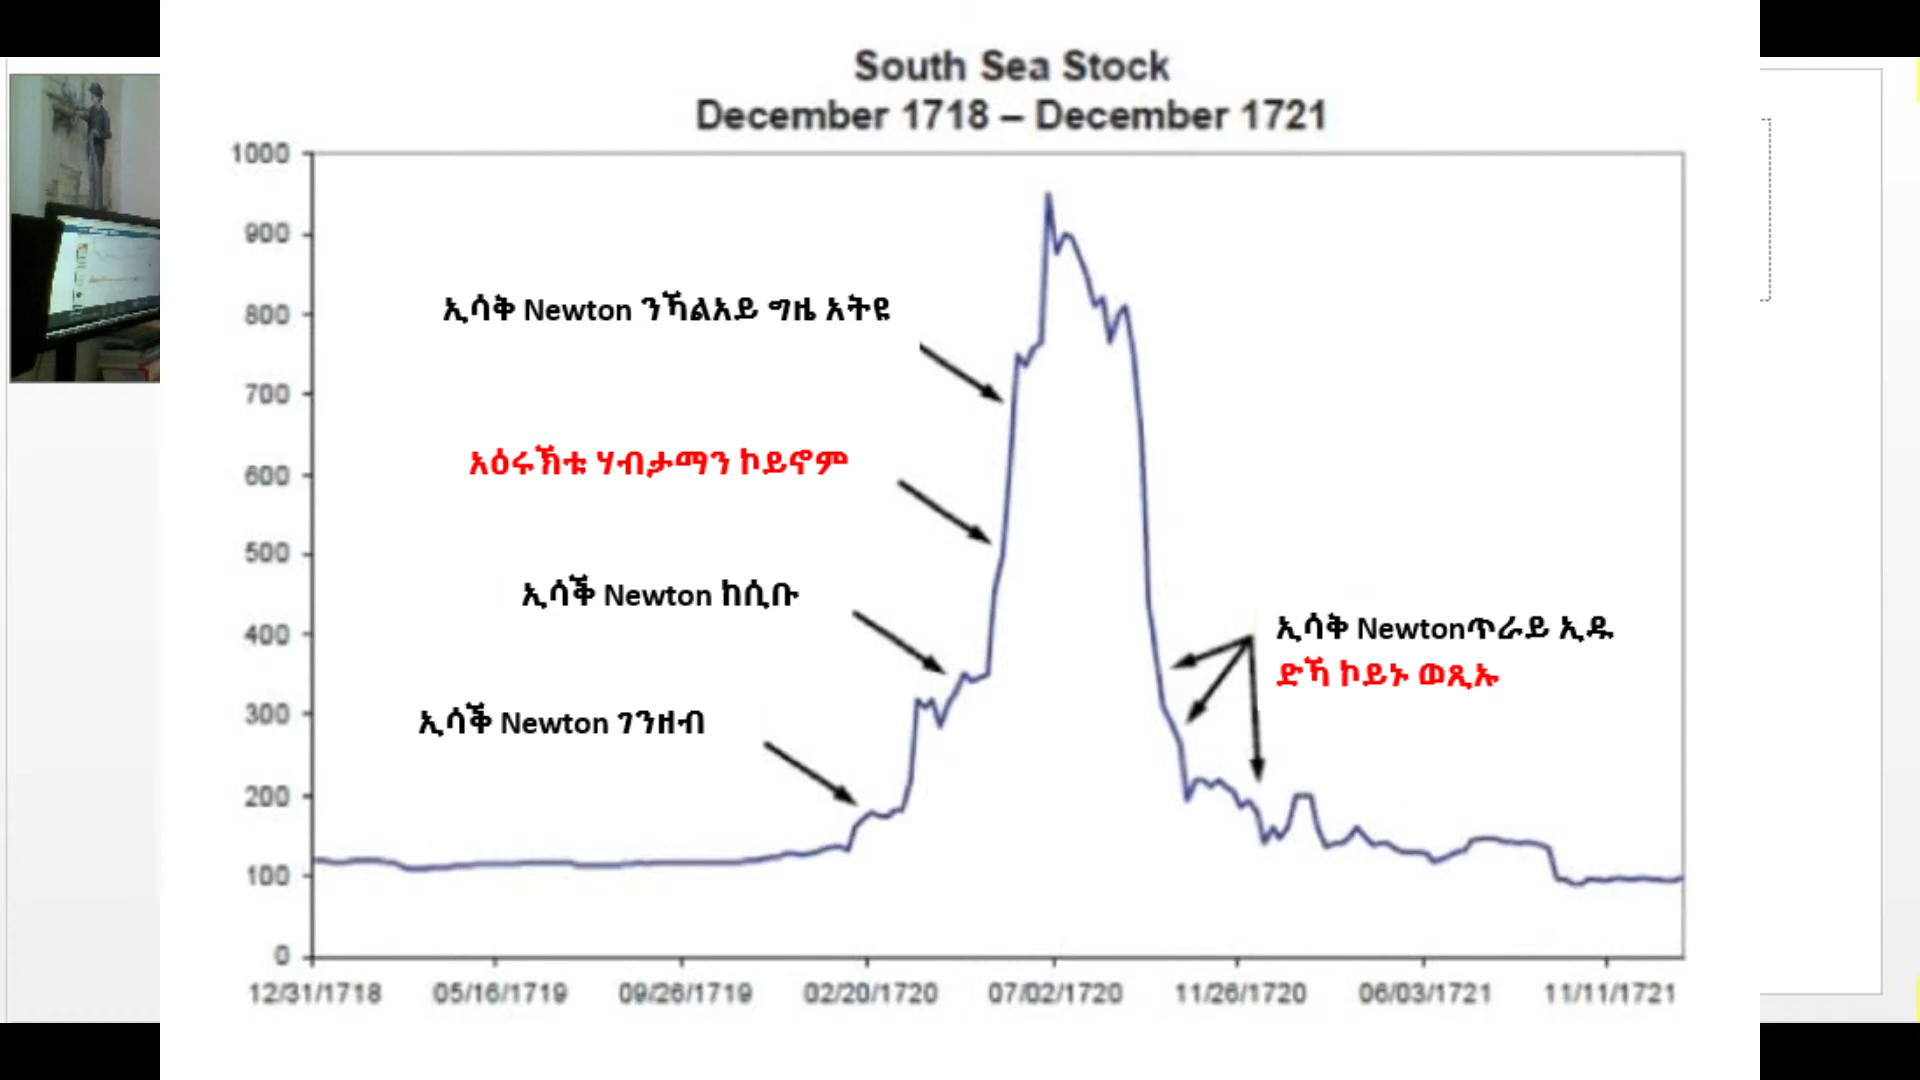 South Sea Stock
December 1718 – December 1721
1000
900
800
700
600
500
400
300
200
100
0
ኢሳቅ Newton ንኻልኣይ ግዜ አትዩ
አዕሩኽቱ ሃብታማን ኮይኖም
ኢሳቕ Newton ከሲቡ
ኢሳቕ Newton ገንዘብ
ኢሳቅ Newtonጥራይ ኢዱ
ድኻ ኮይኑ ወጺኡ
12/31/1718 05/16/1719 09/26/1719 02/20/1720 07/02/1720 11/26/1720 06/03/1721 11/11/1721